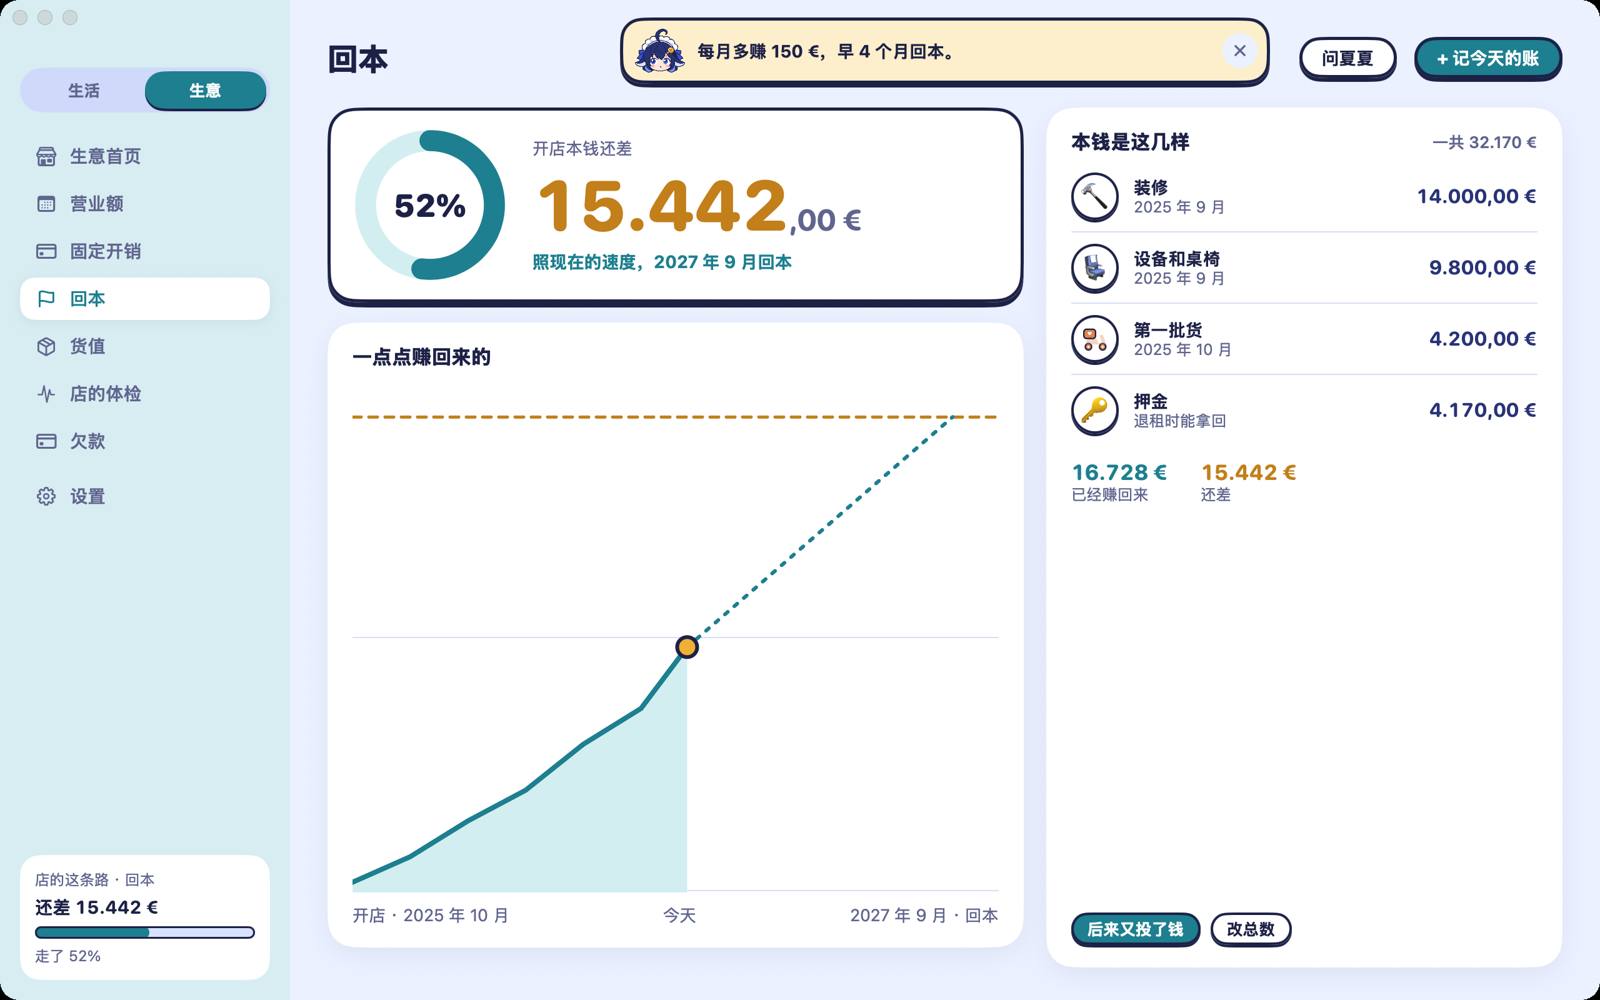 生活
生意
生意首页
营业额
固定开销
回本
货值
店的体检
欠款
设置
店的这条路 · 回本
还差 15.442 €
走了 52%
回本
每月多赚 150 €，早 4 个月回本。
问夏夏
+ 记今天的账
52%
开店本钱还差
15.442,00 €
照现在的速度，2027 年 9 月回本
一点点赚回来的
开店 · 2025 年 10 月
今天
2027 年 9 月 · 回本
本钱是这几样
一共 32.170 €
装修
2025 年 9 月
14.000,00 €
设备和桌椅
2025 年 9 月
9.800,00 €
第一批货
2025 年 10 月
4.200,00 €
押金
退租时能拿回
4.170,00 €
16.728 €
已经赚回来
15.442 €
还差
后来又投了钱
改总数